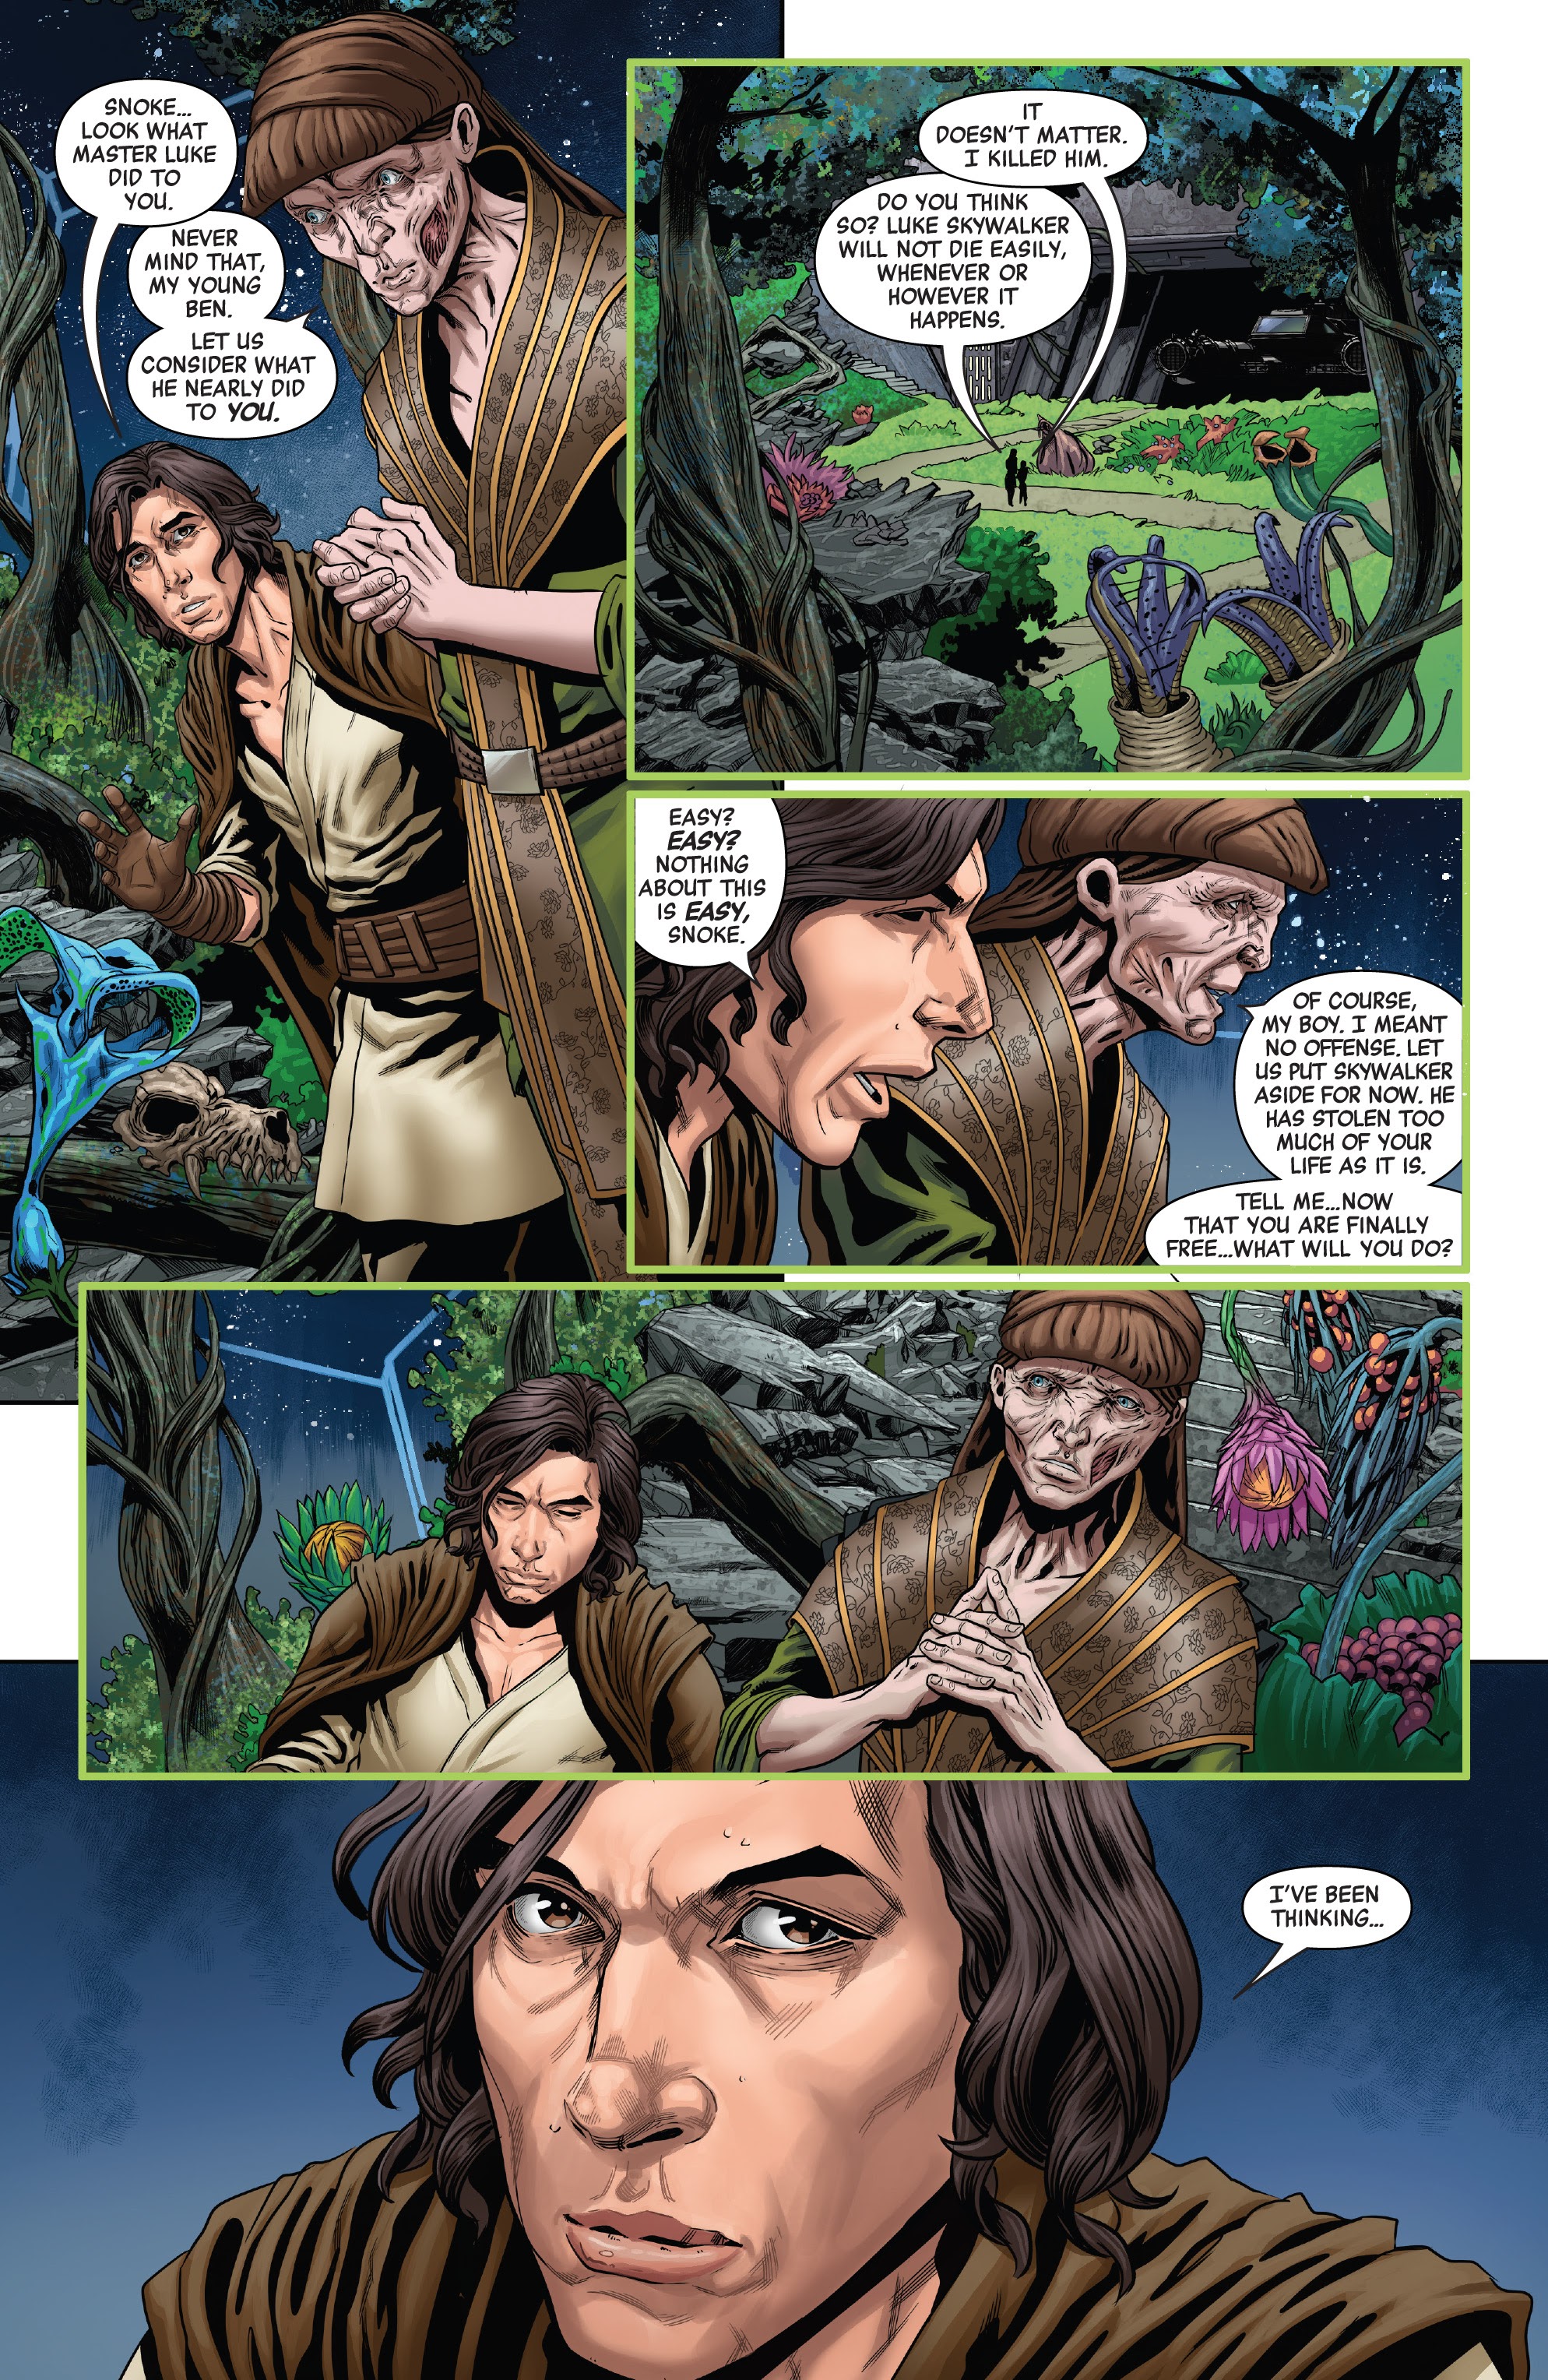 SNOKE...
LOOK WHAT
MASTER LUKE
DID TO
YOU.
NEVER
MIND THAT,
MY YOUNG
BEN.
LET US
CONSIDER WHAT
HE NEARLY DID
TO YOU.
IT
DOESN'T MATTER.
I KILLED HIM.
DO YOU THINK
SO? LUKE SKYWALKER
WILL NOT DIE EASILY,
WHENEVER OR
HOWEVER IT
HAPPENS.
EASY?
EASY?
NOTHING
ABOUT THIS
IS EASY,
SNOKE.
OF COURSE,
MY BOY. I MEANT
NO OFFENSE. LET
US PUT SKYWALKER
ASIDE FOR NOW. HE
HAS STOLEN TOO
MUCH OF YOUR
LIFE AS IT IS.
TELL ME...NOW
THAT YOU ARE FINALLY
FREE...WHAT WILL YOU DO?
I'VE BEEN
THINKING...